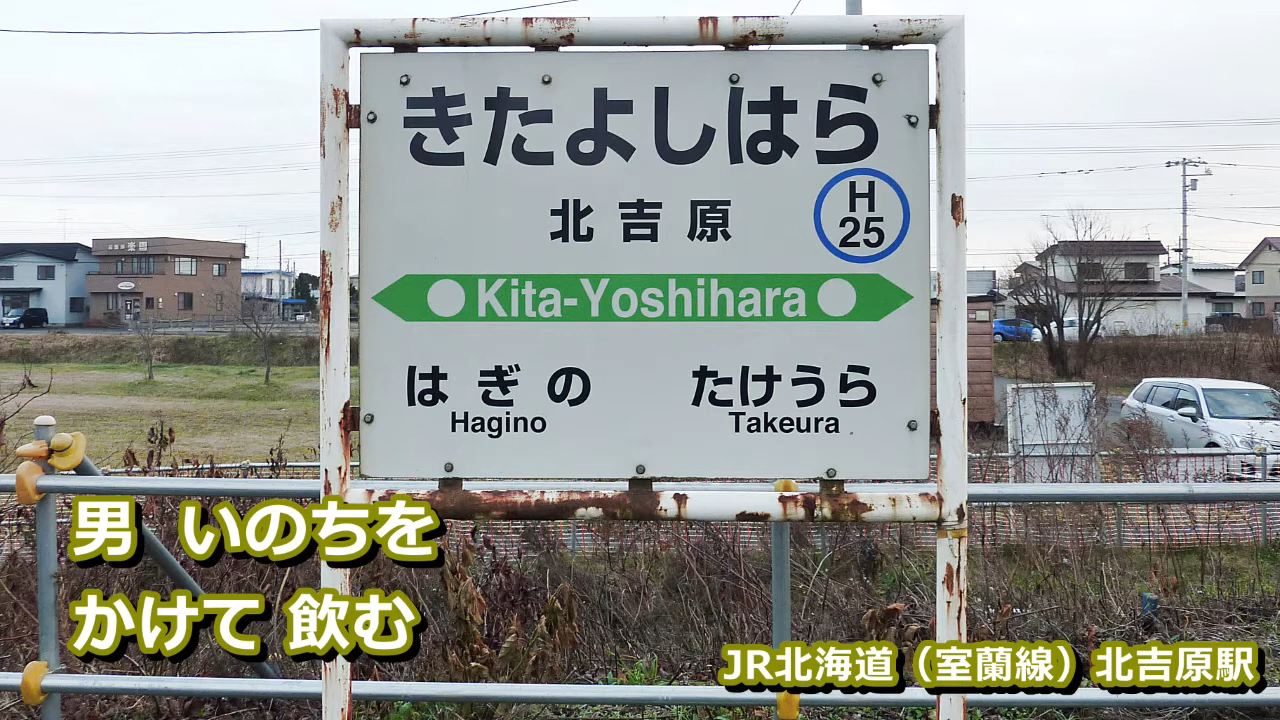 きたよしはら
北吉原
H
25
Kita-Yoshihara
はぎの
Hagino
たけうら
Takeura
楽園
男 いのちを
かけて 飲む
JR北海道（室蘭線）北吉原駅